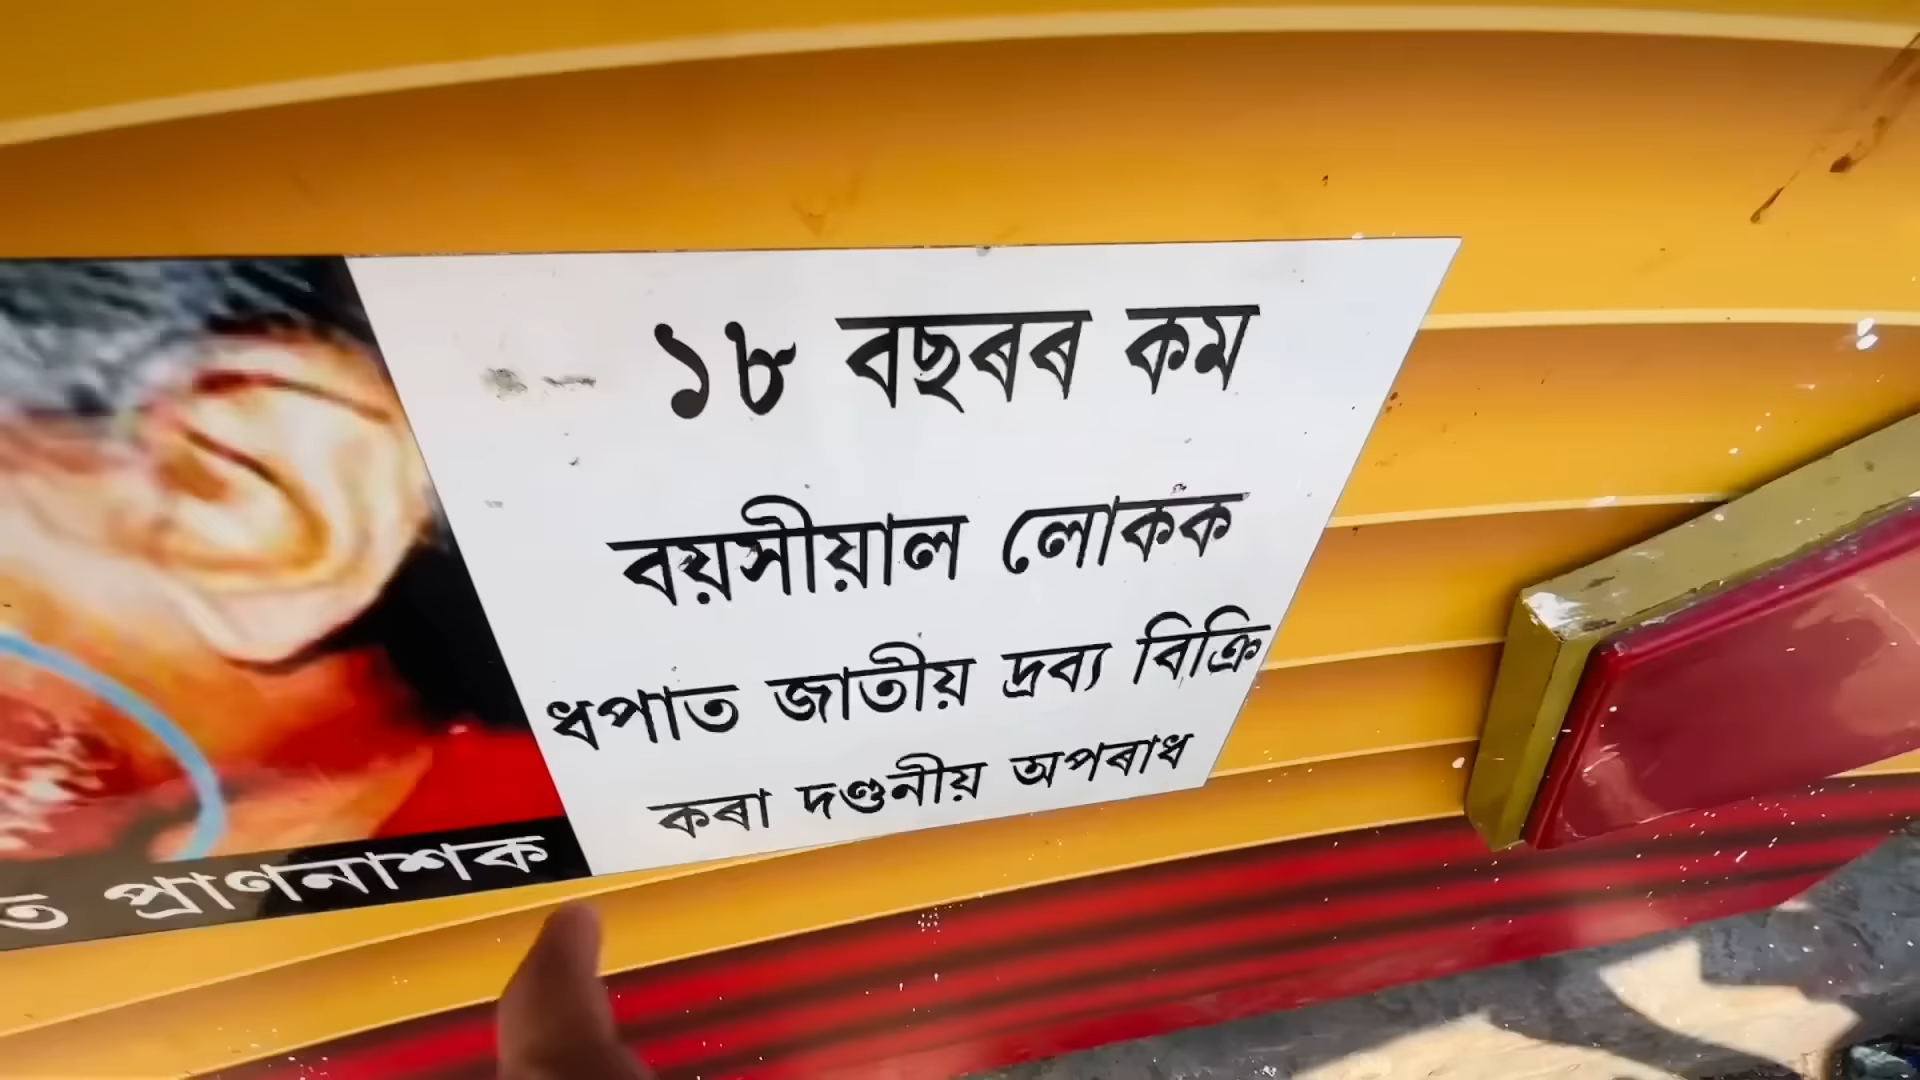 ১৮ বছৰৰ কম
বয়সীয়াল লোকক
ধপাত জাতীয় দ্ৰব্য বিক্ৰি
কৰা দণ্ডনীয় অপৰাধ
প্ৰাণনাশক